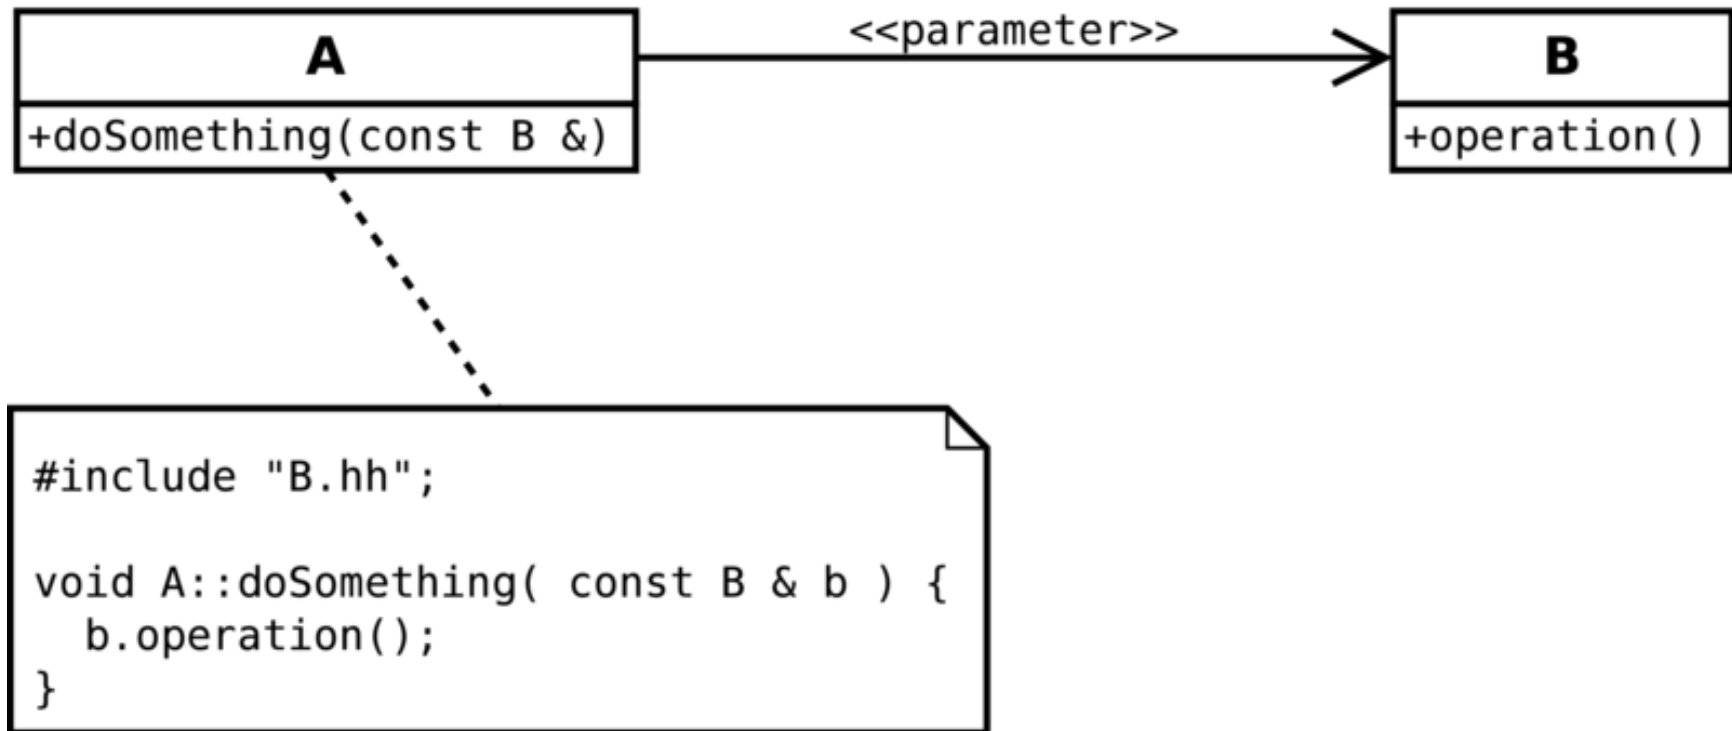 A
<<parameter>>
B
+doSomething(const B &)
+operation()
#include "B.hh";
void A::doSomething( const B & b ) {
b.operation();
}